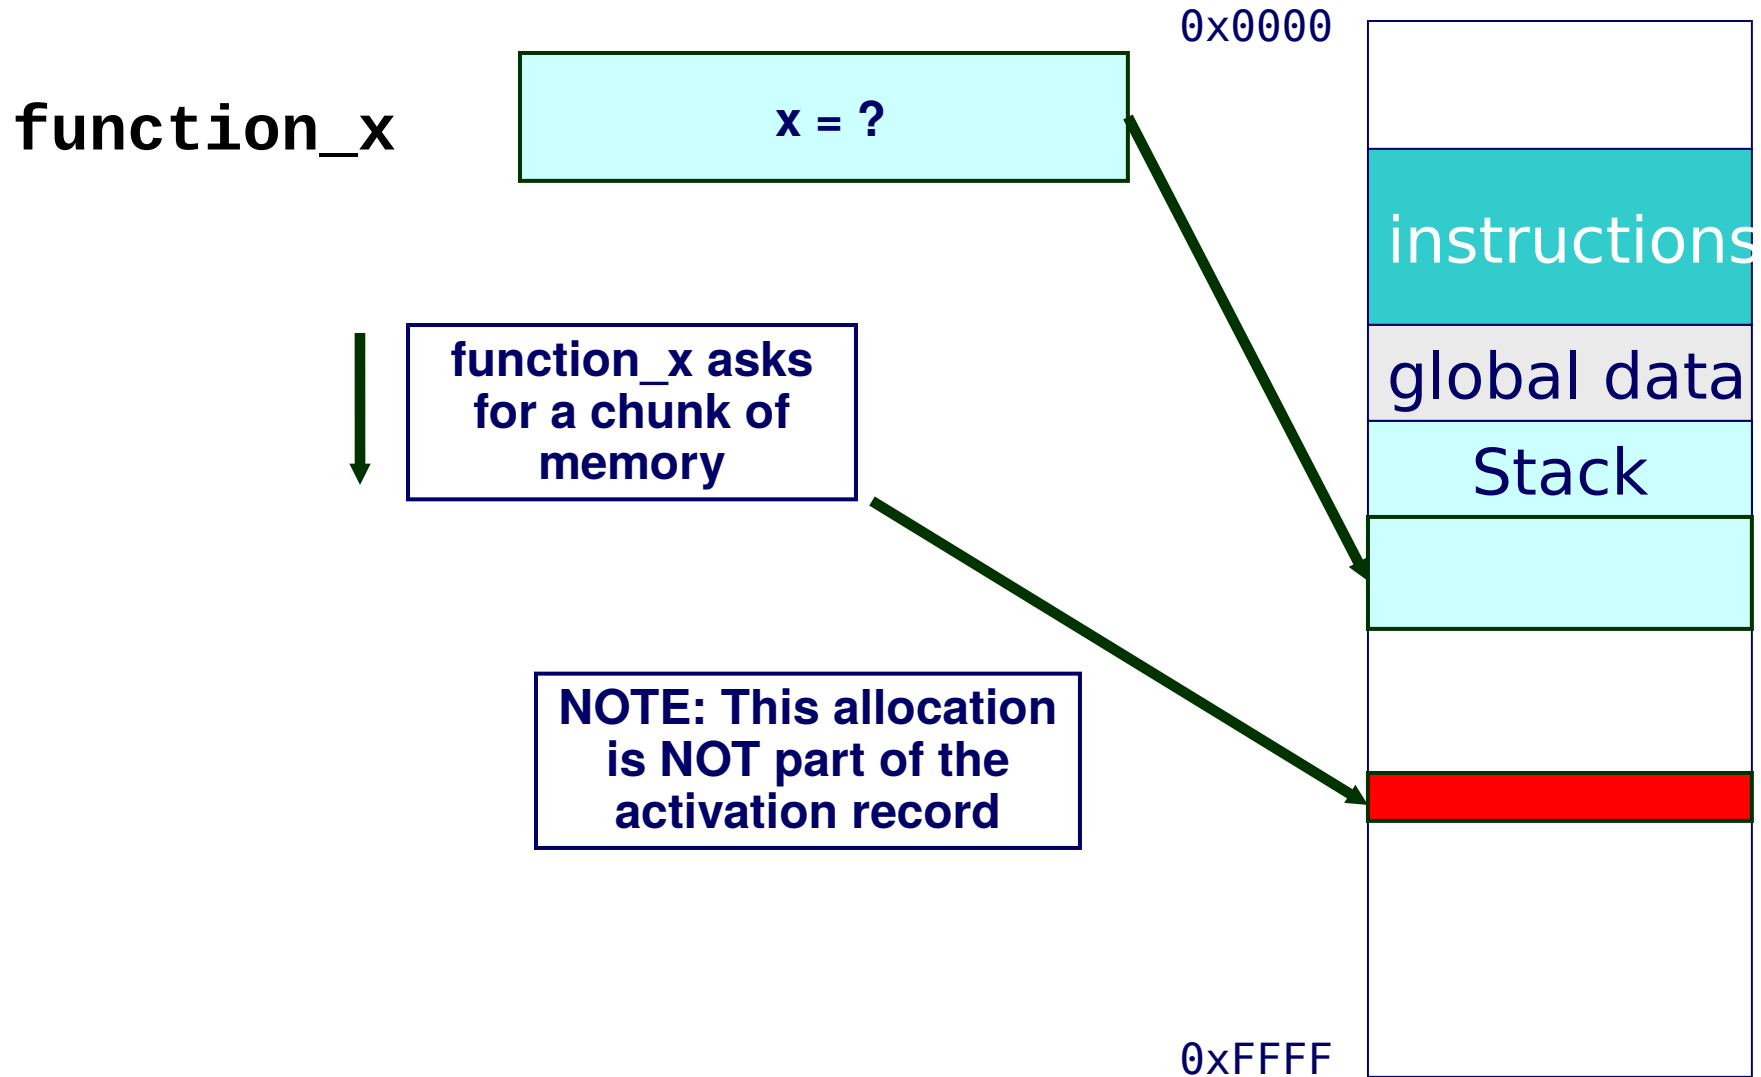 0x0000
function_x
x = ?
instructions
function_x asks
for a chunk of
memory
global data
Stack
NOTE: This allocation
is NOT part of the
activation record
0xFFFF